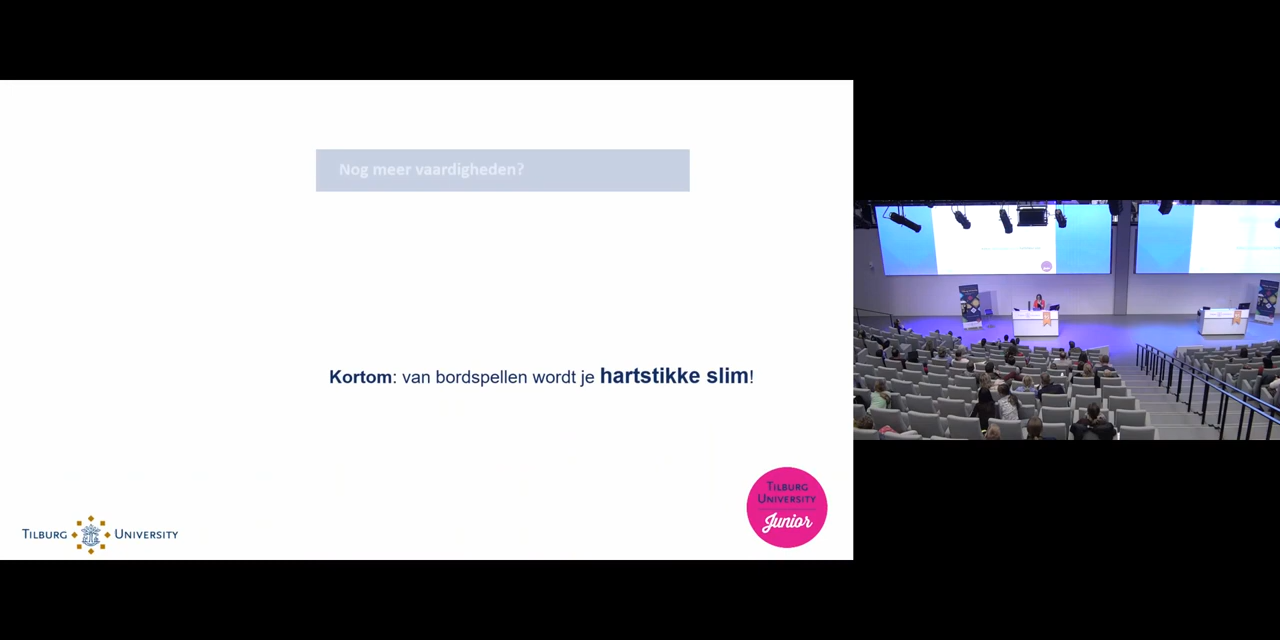 Nog meer vaardigheden?
Kortom: van bordspellen wordt je hartstikke slim!
TILBURG UNIVERSITY
TILBURG
UNIVERSITY
Junior